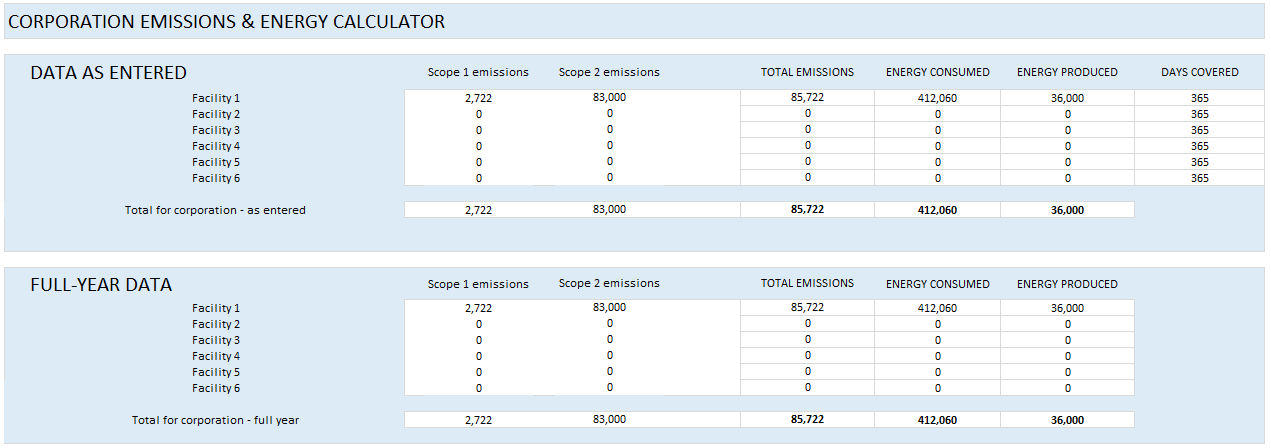 CORPORATION EMISSIONS & ENERGY CALCULATOR
DATA AS ENTERED Scope 1 emissions Scope 2 emissions TOTAL EMISSIONS ENERGY CONSUMED ENERGY PRODUCED DAYS COVERED
Facility 1 2,722 83,000 85,722 412,060 36,000 365
Facility 2 0 0 0 0 0 365
Facility 3 0 0 0 0 0 365
Facility 4 0 0 0 0 0 365
Facility 5 0 0 0 0 0 365
Facility 6 0 0 0 0 0 365
Total for corporation - as entered 2,722 83,000 85,722 412,060 36,000
FULL-YEAR DATA Scope 1 emissions Scope 2 emissions TOTAL EMISSIONS ENERGY CONSUMED ENERGY PRODUCED
Facility 1 2,722 83,000 85,722 412,060 36,000
Facility 2 0 0 0 0 0
Facility 3 0 0 0 0 0
Facility 4 0 0 0 0 0
Facility 5 0 0 0 0 0
Facility 6 0 0 0 0 0
Total for corporation - full year 2,722 83,000 85,722 412,060 36,000